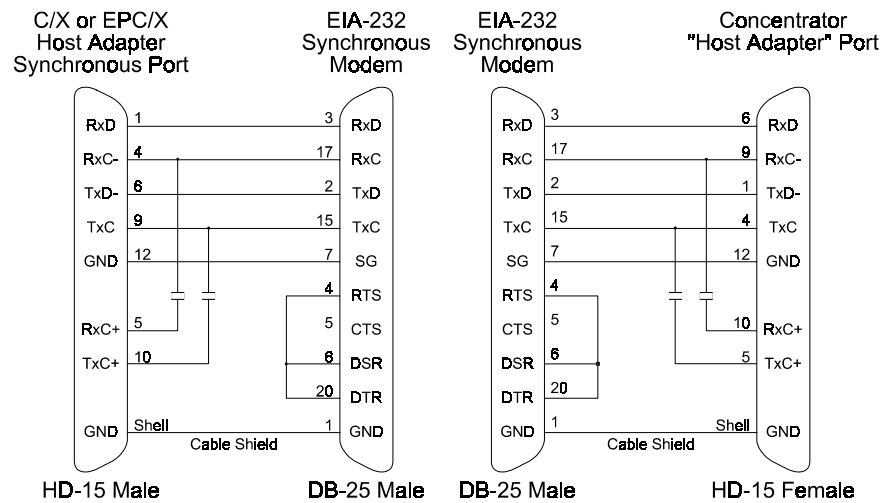 C/X or EPC/X
Host Adapter
Synchronous Port
EIA-232
Synchronous
Modem
EIA-232
Synchronous
Modem
Concentrator
"Host Adapter" Port
RxD 1 3 RxD
RxC- 4 17 RxC
TxD- 6 2 TxD
TxC 9 15 TxC
GND 12 7 SG
4 RTS
RxC+ 5 5 CTS
TxC+ 10 6 DSR
20 DTR
GND Shell 1 GND
Cable Shield
HD-15 Male
DB-25 Male
RxD 3 6 RxD
RxC 17 9 RxC-
TxD 2 1 TxD-
TxC 15 4 TxC
SG 7 12 GND
RTS 4
CTS 5 10 RxC+
DSR 6 5 TxC+
DTR 20
GND 1 Shell GND
Cable Shield
DB-25 Male
HD-15 Female